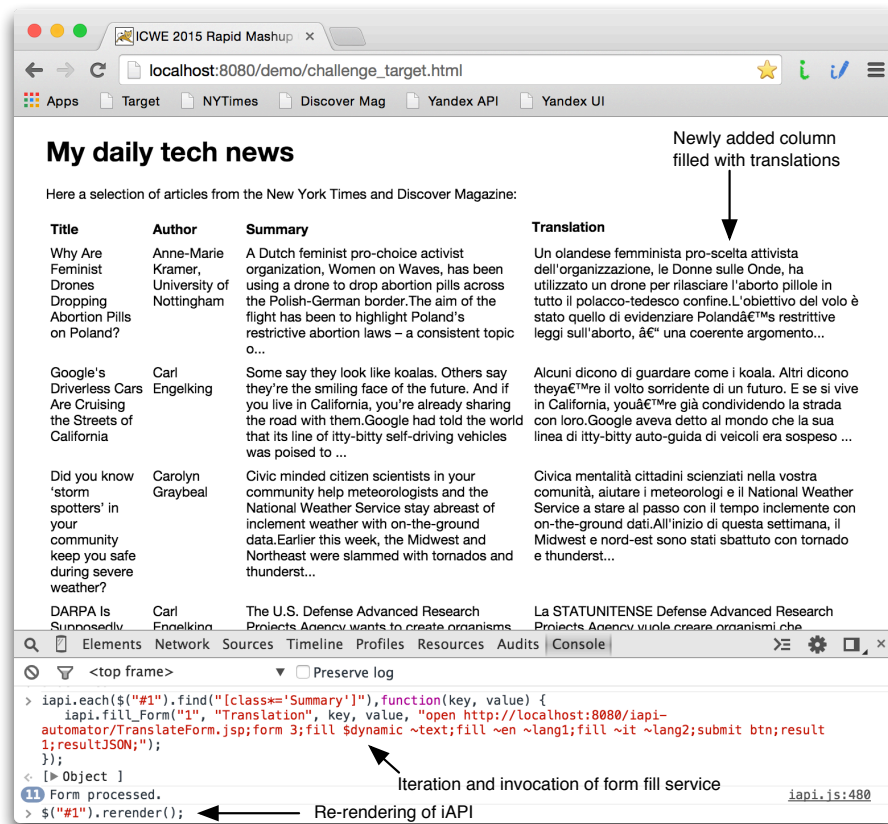 ICWE 2015 Rapid Mashup
localhost:8080/demo/challenge_target.html
Apps Target NYTimes Discover Mag Yandex API Yandex UI
My daily tech news
Newly added column
filled with translations
Here a selection of articles from the New York Times and Discover Magazine:
Title Author Summary Translation
Why Are
Feminist
Drones
Dropping
Abortion Pills
on Poland?
Anne-Marie
Kramer,
University of
Nottingham
A Dutch feminist pro-choice activist
organization, Women on Waves, has been
using a drone to drop abortion pills across
the Polish-German border.The aim of the
flight has been to highlight Poland's
restrictive abortion laws – a consistent topic
o...
Un olandese femminista pro-scelta attivista
dell'organizzazione, le Donne sulle Onde, ha
utilizzato un drone per rilasciare l'aborto pillole in
tutto il polacco-tedesco confine.L'obiettivo del volo è
stato quello di evidenziare Polandâ€™s restrittive
leggi sull'aborto, â€“ una coerente argomento...
Google's
Driverless Cars
Are Cruising
the Streets of
California
Carl
Engelking
Some say they look like koalas. Others say
they're the smiling face of the future. And if
you live in California, you're already sharing
the road with them.Google had told the world
that its line of itty-bitty self-driving vehicles
was poised to ...
Alcuni dicono di guardare come i koala. Altri dicono
theya€™re il volto sorridente di un futuro. E se si vive
in California, youâ€™re già condividendo la strada
con loro.Google aveva detto al mondo che la sua
linea di itty-bitty auto-guida di veicoli era sospeso ...
Did you know
‘storm
spotters’ in
your
community
keep you safe
during severe
weather?
Carolyn
Graybeal
Civic minded citizen scientists in your
community help meteorologists and the
National Weather Service stay abreast of
inclement weather with on-the-ground
data.Earlier this week, the Midwest and
Northeast were slammed with tornados and
thunderst...
Civica mentalità cittadini scienziati nella vostra
comunità, aiutare i meteorologi e il National Weather
Service a stare al passo con il tempo inclemente con
on-the-ground dati.All'inizio di questa settimana, il
Midwest e nord-est sono stati sbattuto con tornado
e thunderst...
DARPA Is
Supposedly
Carl
Engelking
The U.S. Defense Advanced Research
Projects Agency wants to create organisms
La STATUNITENSE Defense Advanced Research
Projects Agency vuole creare organismi che
Elements Network Sources Timeline Profiles Resources Audits Console
<top frame> Preserve log
iapi.each($("#1").find("[class*='Summary']"),function(key, value) {
iapi.fill_Form("1", "Translation", key, value, "open http://localhost:8080/iapi-
automator/TranslateForm.jsp;form 3;fill $dynamic ~text;fill ~en ~lang1;fill ~it ~lang2;submit btn;result
1;resultJSON;");
});
[▶Object ]
Iteration and invocation of form fill service
11 Form processed. iapi.js:480
$("#1").rerender();
Re-rendering of iAPI